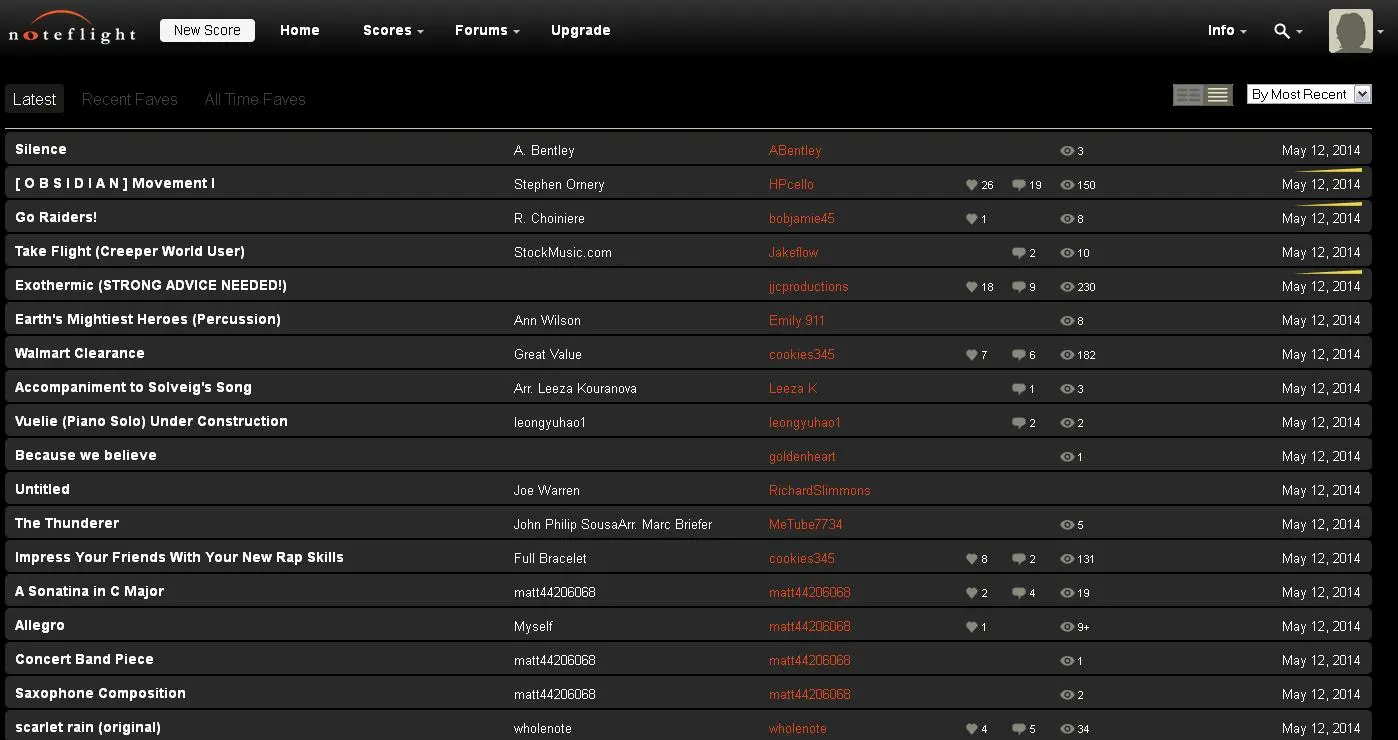 noteflight New Score Home Scores Forums Upgrade Info
Latest Recent Faves All Time Faves By Most Recent
Silence A. Bentley ABentley 3 May 12, 2014
[ O B S I D I A N ] Movement I Stephen Ornery HPcello 26 19 150 May 12, 2014
Go Raiders! R. Choiniere bobjamie45 1 8 May 12, 2014
Take Flight (Creeper World User) StockMusic.com Jakeflow 2 10 May 12, 2014
Exothermic (STRONG ADVICE NEEDED!) jjcproductions 18 9 230 May 12, 2014
Earth's Mightiest Heroes (Percussion) Ann Wilson Emily 911 8 May 12, 2014
Walmart Clearance Great Value cookies345 7 6 182 May 12, 2014
Accompaniment to Solveig's Song Arr. Leeza Kouranova Leeza K 1 3 May 12, 2014
Vuelie (Piano Solo) Under Construction leongyuhao1 leongyuhao1 2 2 May 12, 2014
Because we believe goldenheart 1 May 12, 2014
Untitled Joe Warren RichardSlimmons May 12, 2014
The Thunderer John Philip SousaArr. Marc Briefer MeTube7734 5 May 12, 2014
Impress Your Friends With Your New Rap Skills Full Bracelet cookies345 8 2 131 May 12, 2014
A Sonatina in C Major matt44206068 matt44206068 2 4 19 May 12, 2014
Allegro Myself matt44206068 1 9+ May 12, 2014
Concert Band Piece matt44206068 matt44206068 1 May 12, 2014
Saxophone Composition matt44206068 matt44206068 2 May 12, 2014
scarlet rain (original) wholenote wholenote 4 5 34 May 12, 2014